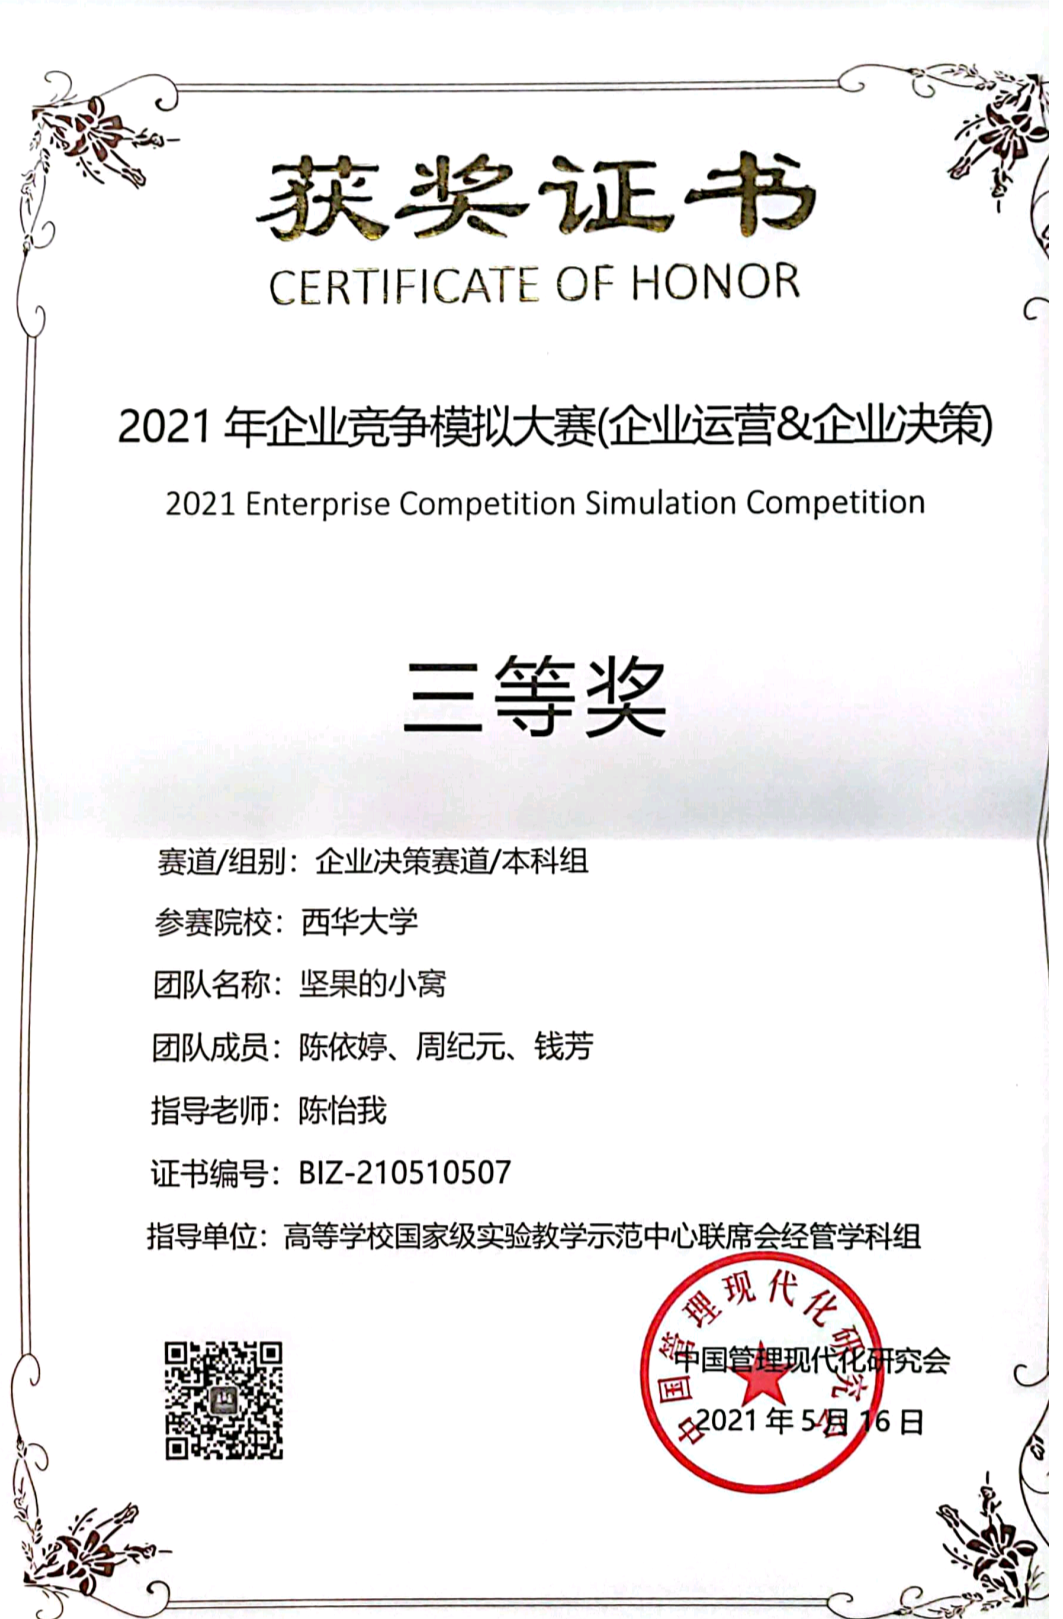 获奖证书
CERTIFICATE OF HONOR
2021 年企业竞争模拟大赛(企业运营&企业决策)
2021 Enterprise Competition Simulation Competition
三等奖
赛道/组别：企业决策赛道/本科组
参赛院校：西华大学
团队名称：坚果的小窝
团队成员：陈依婷、周纪元、钱芳
指导老师：陈怡我
证书编号：BIZ-210510507
指导单位：高等学校国家级实验教学示范中心联席会经管学科组
中国管理现代化研究会
中国管理现代化研究会
2021 年 5 月 16 日